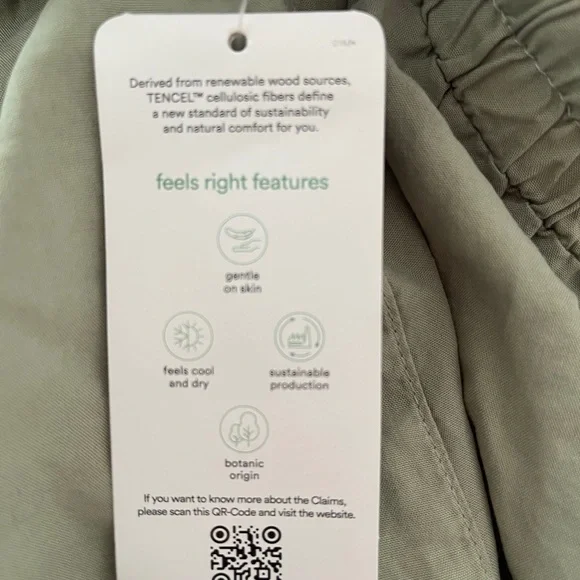 Derived from renewable wood sources,
TENCEL™ cellulosic fibers define
a new standard of sustainability
and natural comfort for you.
feels right features
gentle
on skin
feels cool
and dry
sustainable
production
botanic
origin
If you want to know more about the Claims,
please scan this QR-Code and visit the website.